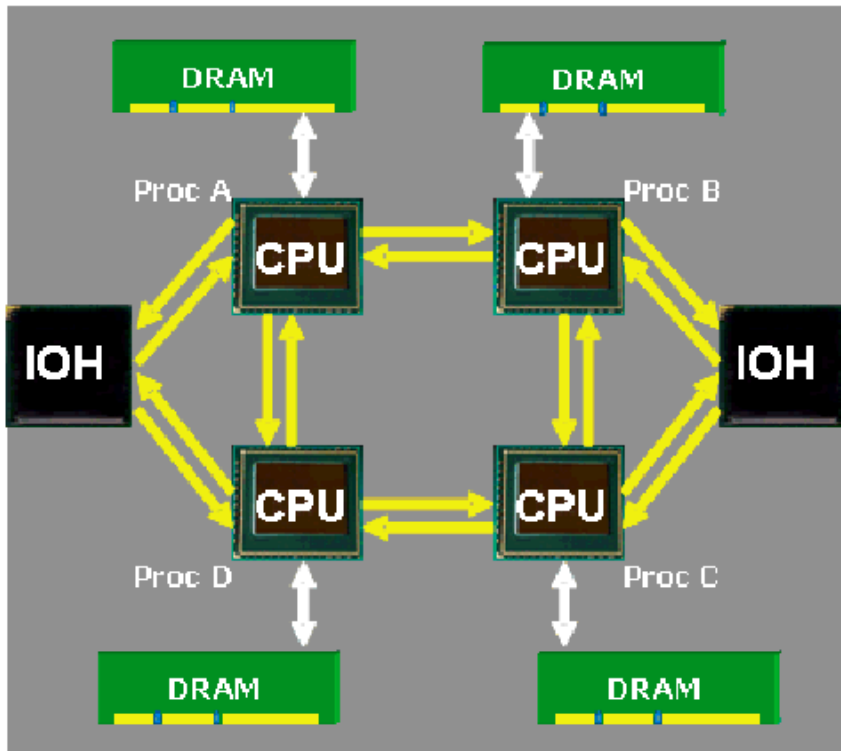 DRAM
DRAM
Proc A
Proc B
CPU
CPU
IOH
IOH
CPU
CPU
Proc D
Proc C
DRAM
DRAM